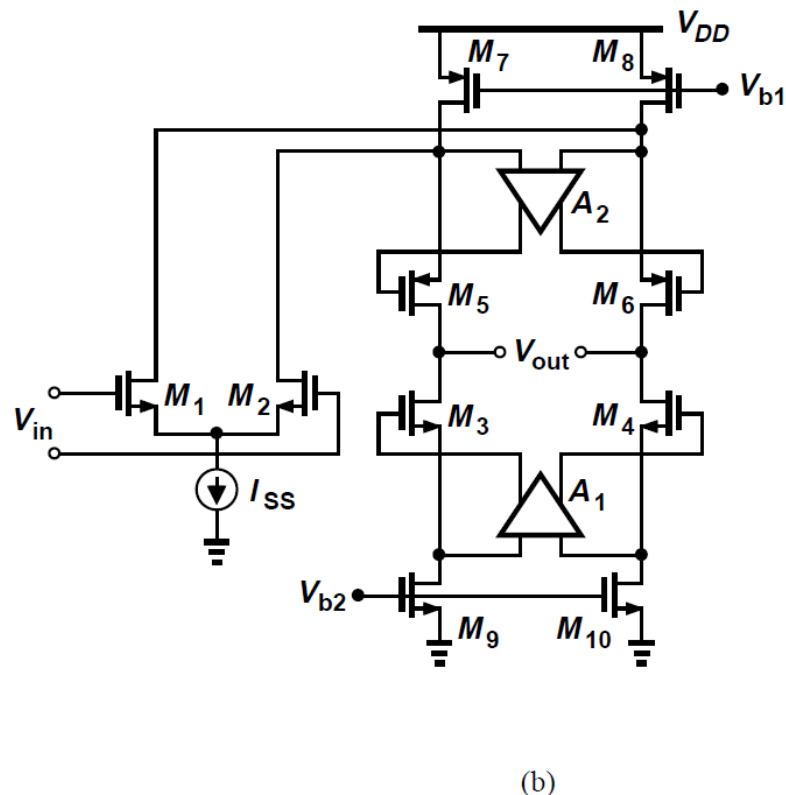 V_DD
M_7
M_8
V_b1
A_2
M_5
M_6
V_out
M_1
M_2
V_in
M_3
M_4
I_SS
A_1
V_b2
M_9
M_10
(b)